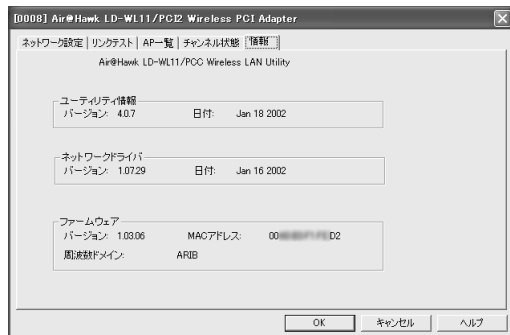 [0008] Air@Hawk LD-WL11/PCI2 Wireless PCI Adapter
ネットワーク設定 リンクテスト AP一覧 チャンネル状態 情報
Air@Hawk LD-WL11/PCC Wireless LAN Utility
ユーティリティ情報
バージョン: 4.0.7 日付: Jan 18 2002
ネットワークドライバ
バージョン: 1.07.29 日付: Jan 16 2002
ファームウェア
バージョン: 1.03.06 MACアドレス: 00 D2
周波数ドメイン: ARIB
OK キャンセル ヘルプ